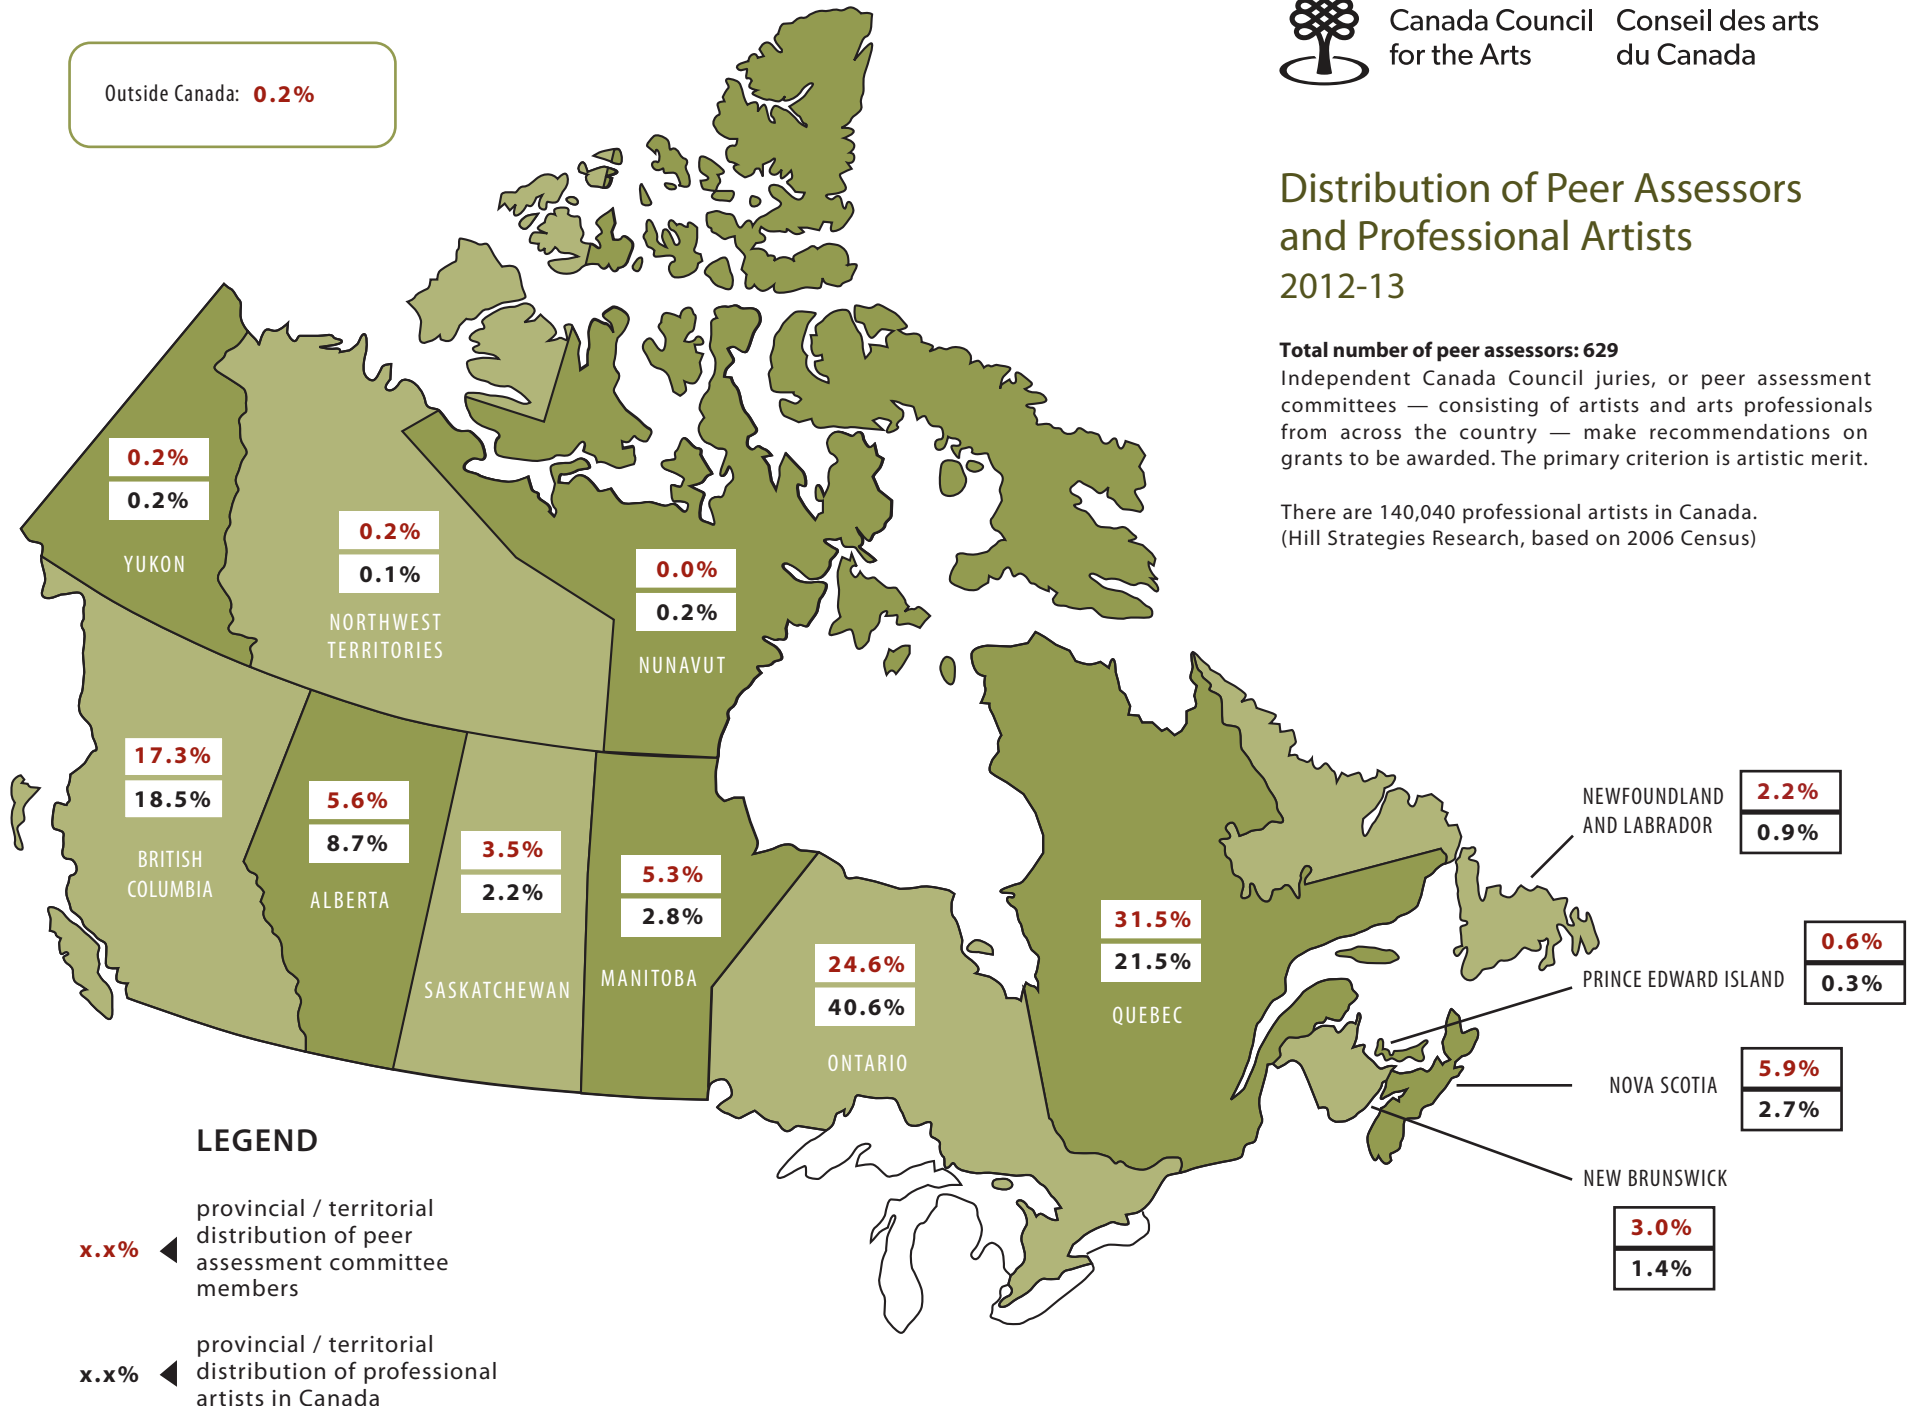 Canada Council
for the Arts
Conseil des arts
du Canada
Outside Canada: 0.2%
Distribution of Peer Assessors
and Professional Artists
2012-13
Total number of peer assessors: 629
Independent Canada Council juries, or peer assessment
committees — consisting of artists and arts professionals
from across the country — make recommendations on
grants to be awarded. The primary criterion is artistic merit.
There are 140,040 professional artists in Canada.
(Hill Strategies Research, based on 2006 Census)
0.2%
0.2%
YUKON
0.2%
0.1%
NORTHWEST
TERRITORIES
0.0%
0.2%
NUNAVUT
17.3%
18.5%
BRITISH
COLUMBIA
5.6%
8.7%
ALBERTA
3.5%
2.2%
SASKATCHEWAN
5.3%
2.8%
MANITOBA
24.6%
40.6%
ONTARIO
31.5%
21.5%
QUEBEC
NEWFOUNDLAND
AND LABRADOR
2.2%
0.9%
PRINCE EDWARD ISLAND
0.6%
0.3%
NOVA SCOTIA
5.9%
2.7%
NEW BRUNSWICK
3.0%
1.4%
LEGEND
x.x%
provincial / territorial
distribution of peer
assessment committee
members
x.x%
provincial / territorial
distribution of professional
artists in Canada